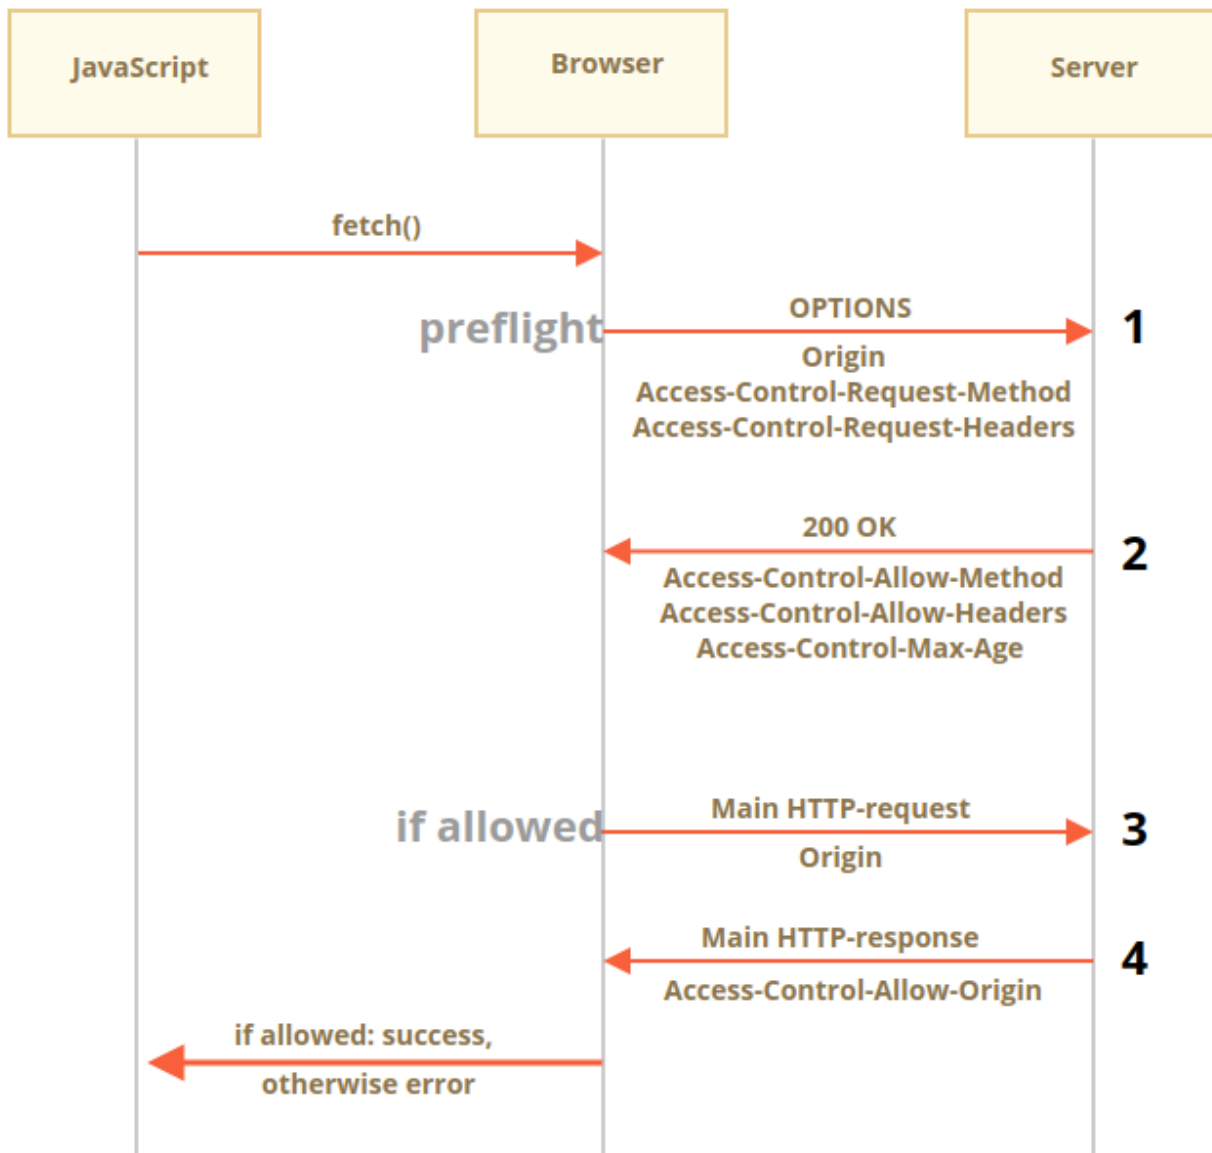 JavaScript
Browser
Server
fetch()
preflight
OPTIONS
1
Origin
Access-Control-Request-Method
Access-Control-Request-Headers
200 OK
2
Access-Control-Allow-Method
Access-Control-Allow-Headers
Access-Control-Max-Age
if allowed
Main HTTP-request
3
Origin
Main HTTP-response
4
Access-Control-Allow-Origin
if allowed: success,
otherwise error